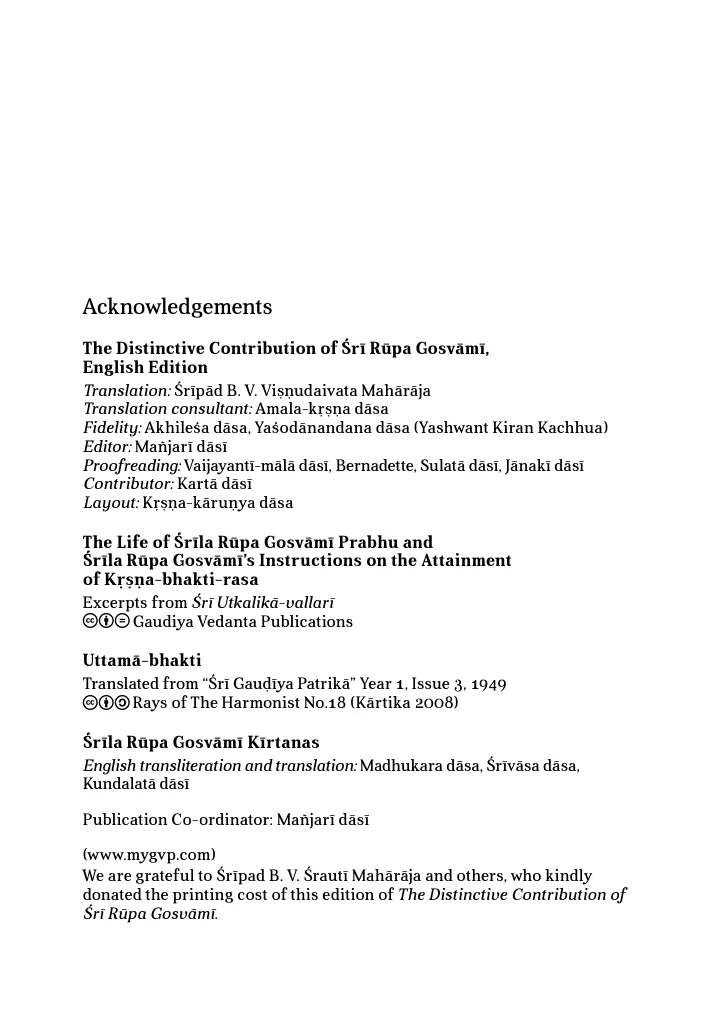 Acknowledgements
The Distinctive Contribution of Śrī Rūpa Gosvāmī,
English Edition
Translation: Śrīpād B. V. Viṣṇudaivata Mahārāja
Translation consultant: Amala-kṛṣṇa dāsa
Fidelity: Akhileśa dāsa, Yaśodānandana dāsa (Yashwant Kiran Kachhua)
Editor: Mañjarī dāsī
Proofreading: Vaijayantī-mālā dāsī, Bernadette, Sulatā dāsī, Jānakī dāsī
Contributor: Kartā dāsī
Layout: Kṛṣṇa-kāruṇya dāsa
The Life of Śrīla Rūpa Gosvāmī Prabhu and
Śrīla Rūpa Gosvāmī’s Instructions on the Attainment
of Kṛṣṇa-bhakti-rasa
Excerpts from Śrī Utkalikā-vallarī
Gaudiya Vedanta Publications
Uttamā-bhakti
Translated from “Śrī Gauḍīya Patrikā” Year 1, Issue 3, 1949
Rays of The Harmonist No.18 (Kārtika 2008)
Śrīla Rūpa Gosvāmī Kīrtanas
English transliteration and translation: Madhukara dāsa, Śrīvāsa dāsa,
Kundalatā dāsī
Publication Co-ordinator: Mañjarī dāsī
(www.mygvp.com)
We are grateful to Śrīpad B. V. Śrautī Mahārāja and others, who kindly
donated the printing cost of this edition of The Distinctive Contribution of
Śrī Rūpa Gosvāmī.